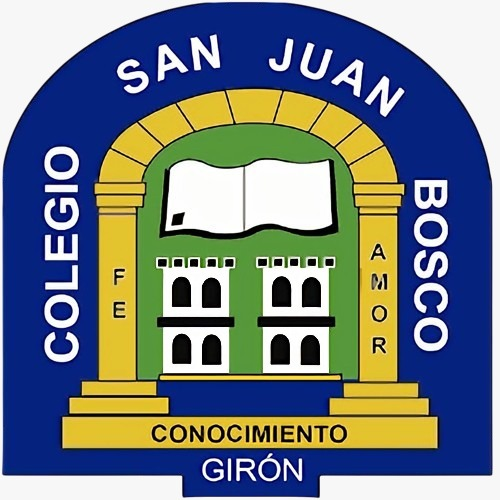 COLEGIO SAN JUAN BOSCO
FE
AMOR
CONOCIMIENTO
GIRÓN